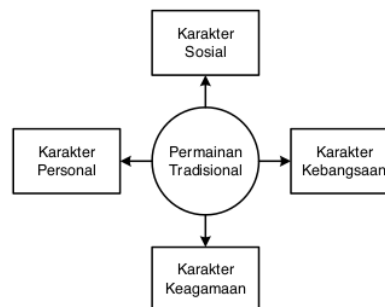 Karakter
Sosial
Karakter
Personal
Permainan
Tradisional
Karakter
Kebangsaan
Karakter
Keagamaan